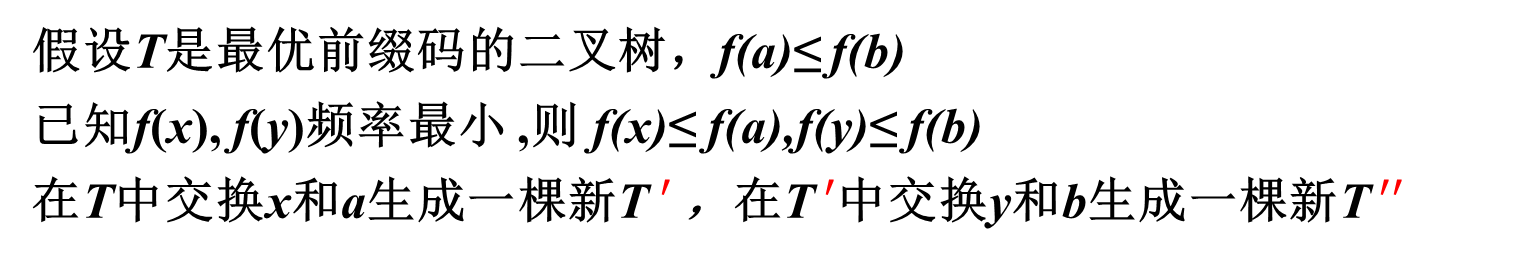 假设T是最优前缀码的二叉树，f(a)≤f(b)
已知f(x), f(y)频率最小 ,则 f(x)≤f(a),f(y)≤f(b)
在T中交换x和a生成一棵新T′，在T′中交换y和b生成一棵新T′′